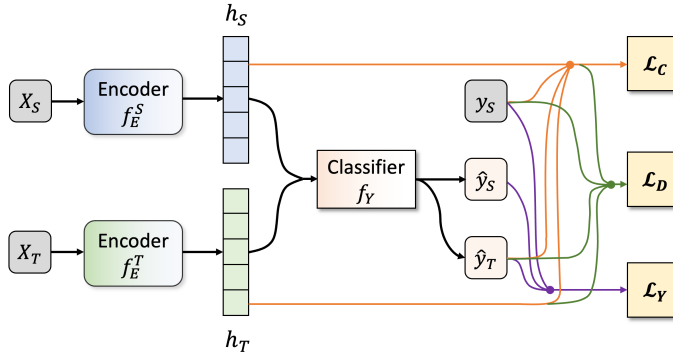 h_S
X_S
Encoder
f_E^S
y_S
ℒ_C
Classifier
f_Y
ŷ_S
ℒ_D
X_T
Encoder
f_E^T
ŷ_T
ℒ_Y
h_T